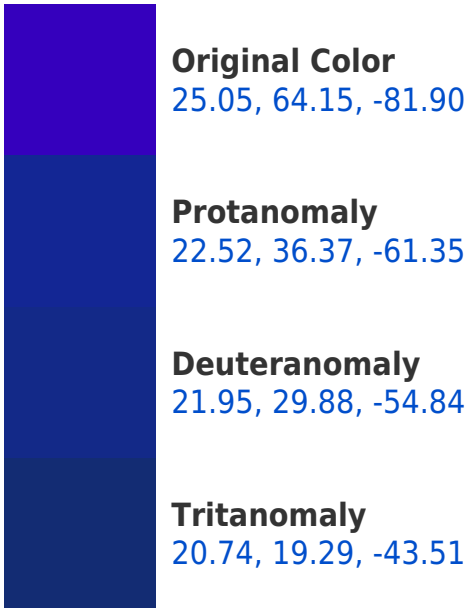 Original Color
25.05, 64.15, -81.90
Protanomaly
22.52, 36.37, -61.35
Deuteranomaly
21.95, 29.88, -54.84
Tritanomaly
20.74, 19.29, -43.51